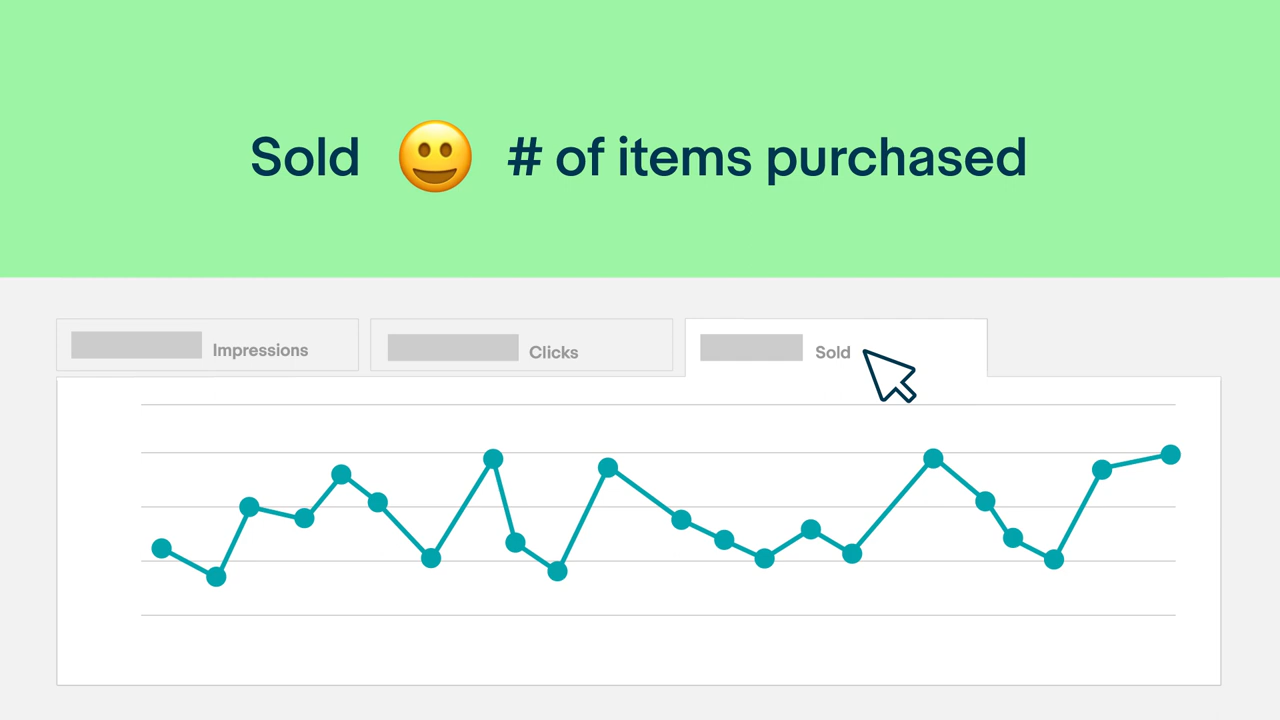 Sold 😀 # of items purchased
Impressions
Clicks
Sold